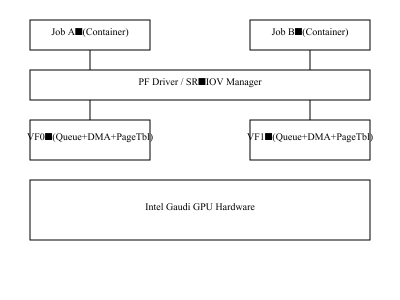 Job A■(Container)
Job B■(Container)
PF Driver / SR■IOV Manager
VF0■(Queue+DMA+PageTbl)
VF1■(Queue+DMA+PageTbl)
Intel Gaudi GPU Hardware